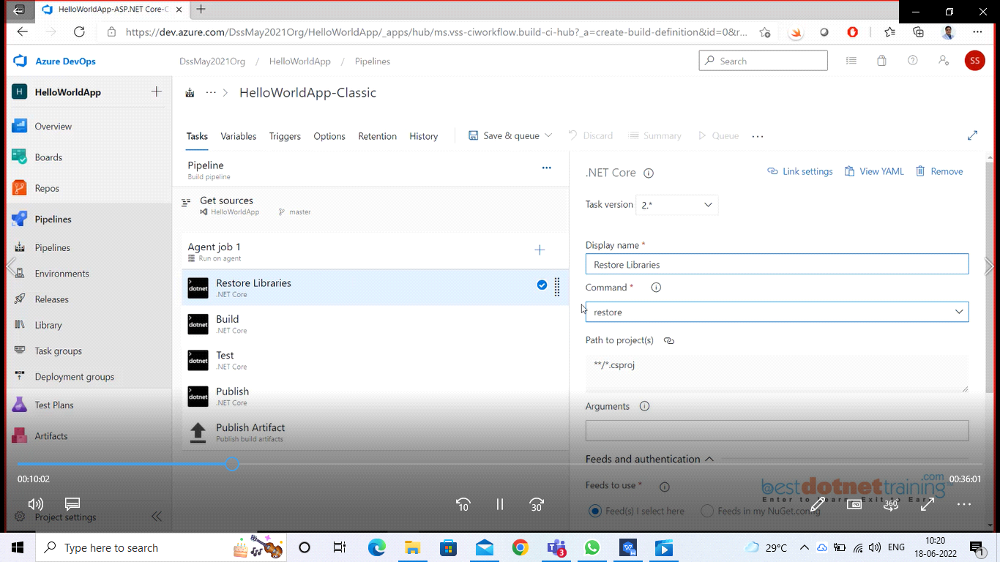 HelloWorldApp-ASP.NET Core-C
https://dev.azure.com/DssMay2021Org/HelloWorldApp/_apps/hub/ms.vss-ciworkflow.build-ci-hub?_a=create-build-definition&id=0&r...
Azure DevOps
DssMay2021Org / HelloWorldApp / Pipelines
Search
SS
H HelloWorldApp
HelloWorldApp-Classic
Overview
Boards
Repos
Pipelines
Pipelines
Environments
Releases
Library
Task groups
Deployment groups
Test Plans
Artifacts
Project settings
Tasks Variables Triggers Options Retention History Save & queue Discard Summary Queue ...
Pipeline
Build pipeline
Get sources
HelloWorldApp master
Agent job 1
Run on agent
dotnet Restore Libraries
.NET Core
dotnet Build
.NET Core
dotnet Test
.NET Core
dotnet Publish
.NET Core
Publish Artifact
Publish build artifacts
.NET Core
Link settings View YAML Remove
Task version 2.*
Display name *
Restore Libraries
Command *
restore
Path to project(s)
**/*.csproj
Arguments
Feeds and authentication
Feeds to use *
Feed(s) I select here Feeds in my NuGet.config
bestdotnettraining.com
Enter to Learn Exit to Earn
00:10:02
00:36:01
10
30
360
Type here to search
3
29°C
ENG
10:20
18-06-2022
1